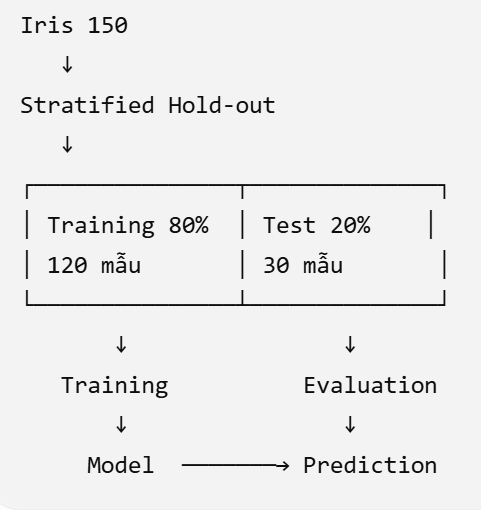 Iris 150
↓
Stratified Hold-out
↓
Training 80% Test 20%
120 mẫu 30 mẫu
↓ ↓
Training Evaluation
↓ ↓
Model → Prediction